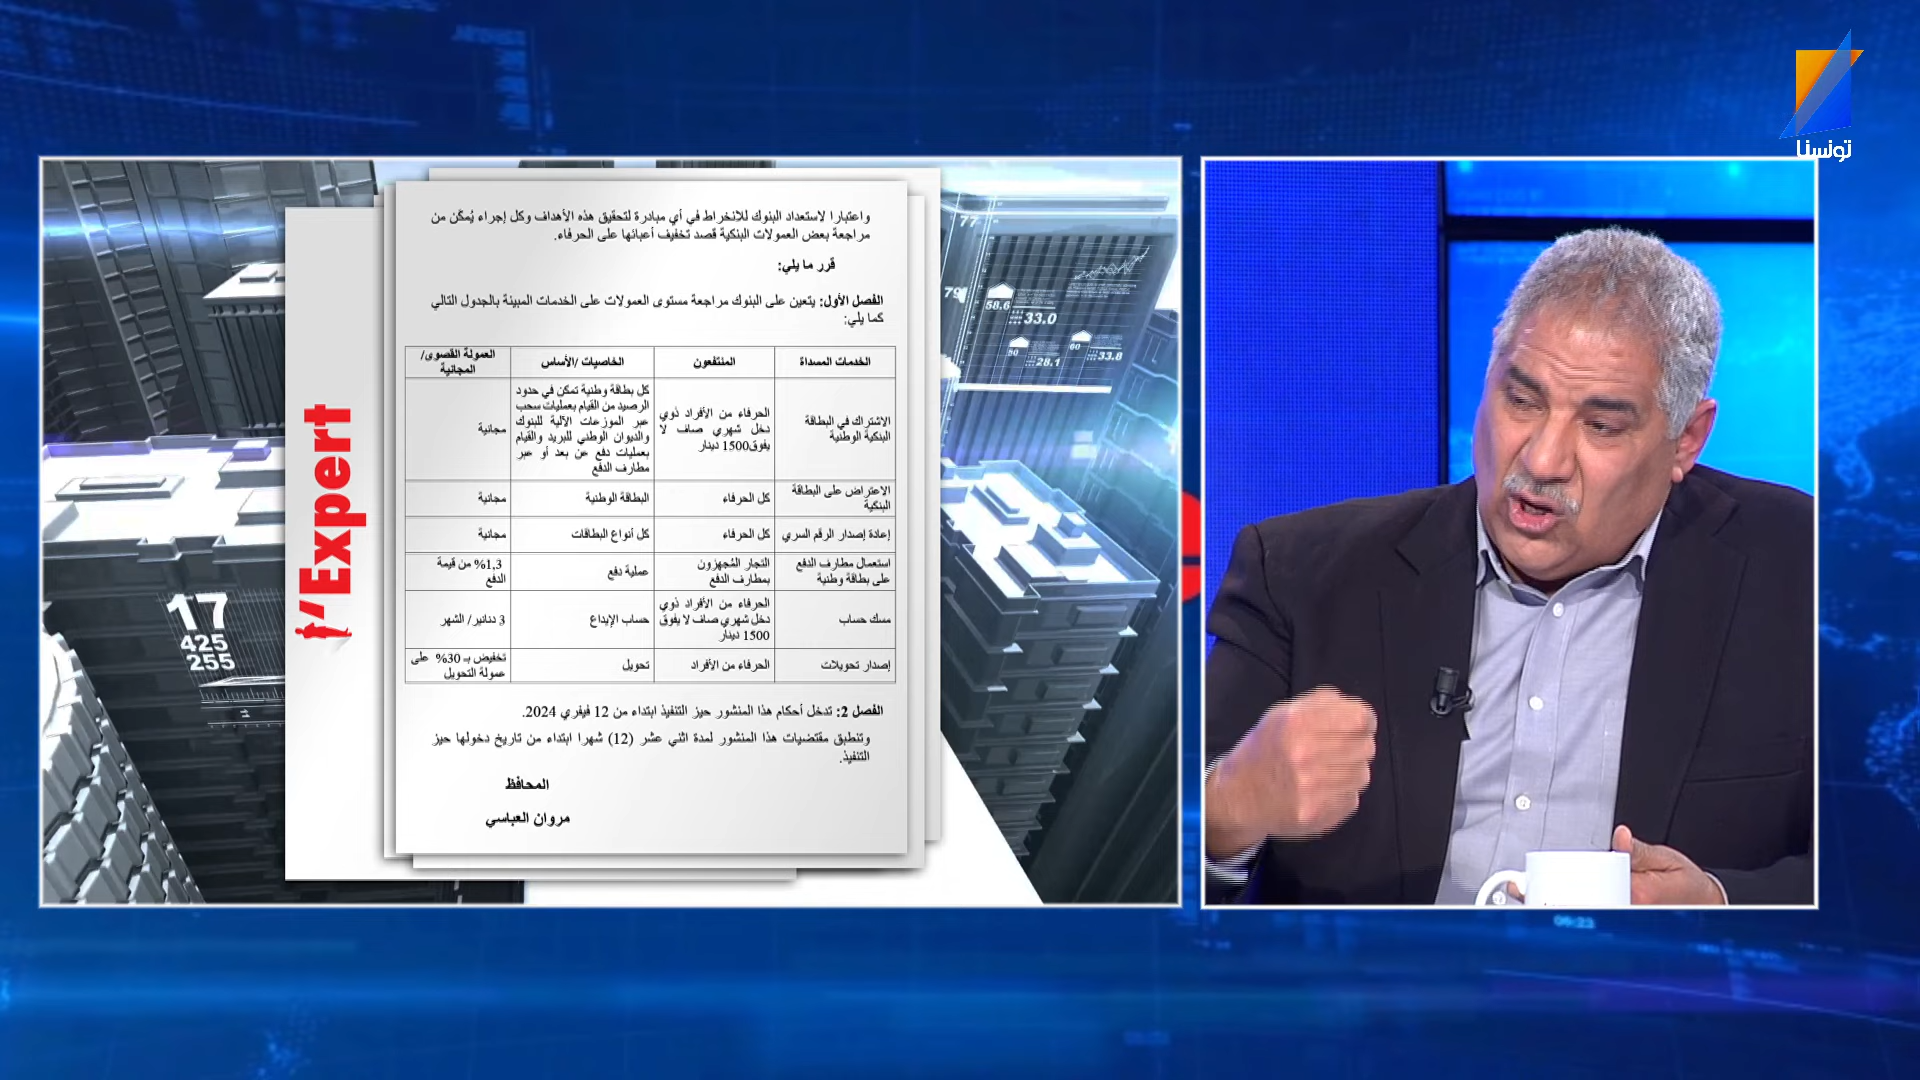 تونسنا
77
79
58.6
33.0
50
28.1
60
33.8
17
425
255
l'Expert
واعتبارا لاستعداد البنوك للانخراط في أي مبادرة لتحقيق هذه الأهداف وكل إجراء يُمكّن من
مراجعة بعض العمولات البنكية قصد تخفيف أعبائها على الحرفاء.
قرر ما يلي:
الفصل الأول: يتعين على البنوك مراجعة مستوى العمولات على الخدمات المبينة بالجدول التالي
كما يلي:
الخدمات المسداة
المنتفعون
الخاصيات /الأساس
العمولة القصوى/
المجانية
الاشتراك في البطاقة
البنكية الوطنية
الحرفاء من الأفراد ذوي
دخل شهري صاف لا
يفوق1500 دينار
كل بطاقة وطنية تمكن في حدود
الرصيد من القيام بعمليات سحب
عبر الموزعات الآلية للبنوك
والديوان الوطني للبريد والقيام
بعمليات دفع عن بعد أو عبر
مطارف الدفع
مجانية
الاعتراض على البطاقة
البنكية
كل الحرفاء
البطاقة الوطنية
مجانية
إعادة إصدار الرقم السري
كل الحرفاء
كل أنواع البطاقات
مجانية
استعمال مطارف الدفع
على بطاقة وطنية
التجار المُجهزون
بمطارف الدفع
عملية دفع
1,3% من قيمة
الدفع
مسك حساب
الحرفاء من الأفراد ذوي
دخل شهري صاف لا يفوق
1500 دينار
حساب الإيداع
3 دنانير/ الشهر
إصدار تحويلات
الحرفاء من الأفراد
تحويل
تخفيض بـ 30% على
عمولة التحويل
الفصل 2: تدخل أحكام هذا المنشور حيز التنفيذ ابتداء من 12 فيفري 2024.
وتنطبق مقتضيات هذا المنشور لمدة اثني عشر (12) شهرا ابتداء من تاريخ دخولها حيز
التنفيذ.
المحافظ
مروان العباسي